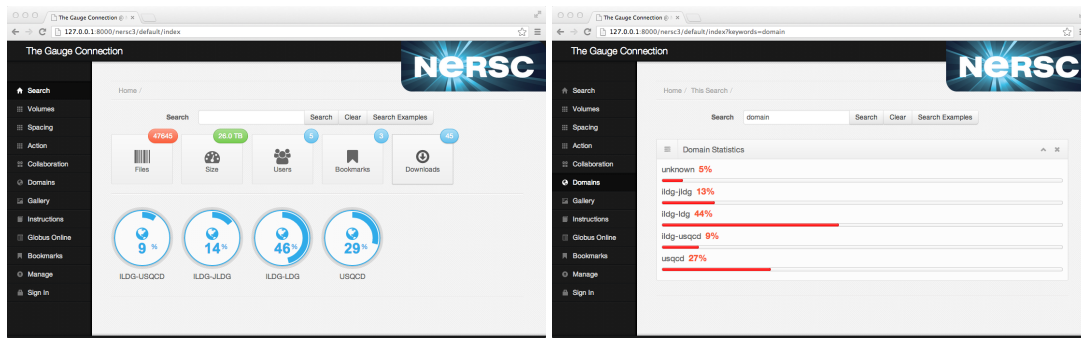 The Gauge Connection @
127.0.0.1:8000/nersc3/default/index
The Gauge Connection
NERSC
Search
Volumes
Spacing
Action
Collaboration
Domains
Gallery
Instructions
Globus Online
Bookmarks
Manage
Sign In
Home /
Search Search Clear Search Examples
47645 26.0 TB 5 3 45
Files Size Users Bookmarks Downloads
9 % 14 % 46 % 29 %
ILDG-USQCD ILDG-JLDG ILDG-LDG USQCD
The Gauge Connection @
127.0.0.1:8000/nersc3/default/index?keywords=domain
The Gauge Connection
NERSC
Search
Volumes
Spacing
Action
Collaboration
Domains
Gallery
Instructions
Globus Online
Bookmarks
Manage
Sign In
Home / This Search /
Search domain Search Clear Search Examples
Domain Statistics
unknown 5%
ildg-jldg 13%
ildg-ldg 44%
ildg-usqcd 9%
usqcd 27%